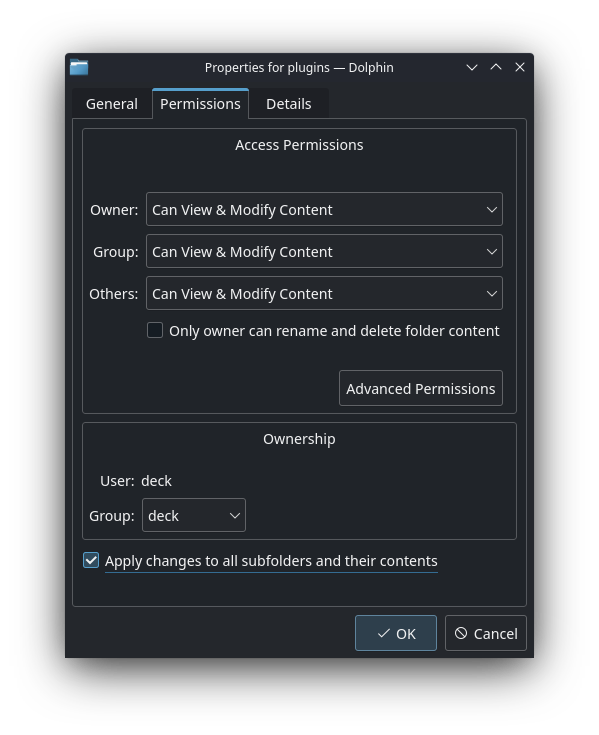 Properties for plugins — Dolphin
General Permissions Details
Access Permissions
Owner: Can View & Modify Content
Group: Can View & Modify Content
Others: Can View & Modify Content
Only owner can rename and delete folder content
Advanced Permissions
Ownership
User: deck
Group: deck
Apply changes to all subfolders and their contents
OK Cancel